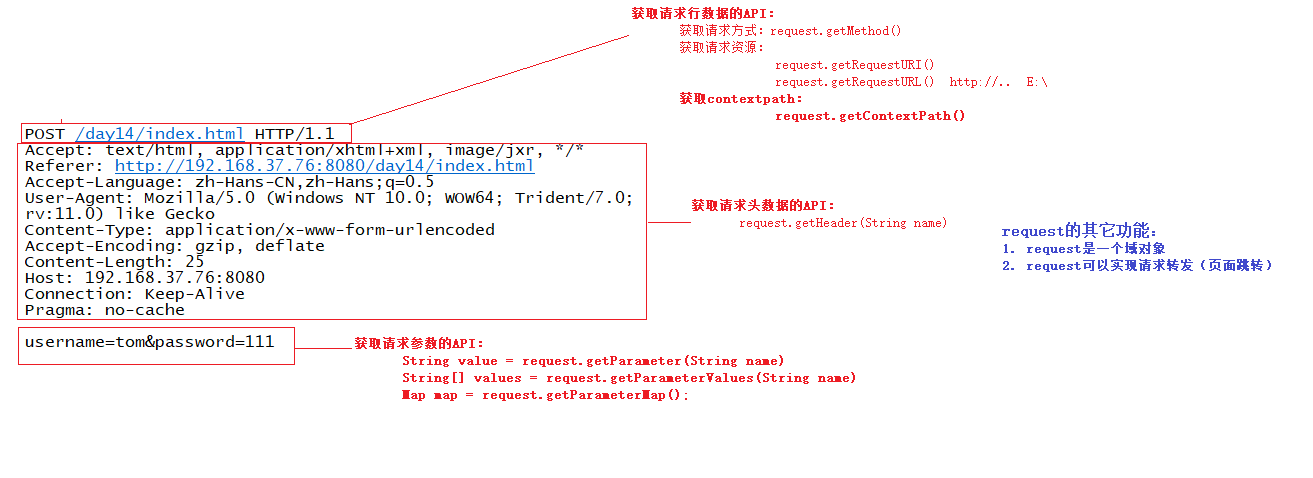 获取请求行数据的API：
获取请求方式：request.getMethod()
获取请求资源：
request.getRequestURI()
request.getRequestURL()  http://..  E:\
获取contextpath：
request.getContextPath()
POST /day14/index.html HTTP/1.1
Accept: text/html, application/xhtml+xml, image/jxr, */*
Referer: http://192.168.37.76:8080/day14/index.html
Accept-Language: zh-Hans-CN,zh-Hans;q=0.5
User-Agent: Mozilla/5.0 (Windows NT 10.0; WOW64; Trident/7.0;
rv:11.0) like Gecko
Content-Type: application/x-www-form-urlencoded
Accept-Encoding: gzip, deflate
Content-Length: 25
Host: 192.168.37.76:8080
Connection: Keep-Alive
Pragma: no-cache
获取请求头数据的API：
request.getHeader(String name)
request的其它功能：
1. request是一个域对象
2. request可以实现请求转发（页面跳转）
username=tom&password=111
获取请求参数的API：
String value = request.getParameter(String name)
String[] values = request.getParameterValues(String name)
Map map = request.getParameterMap();